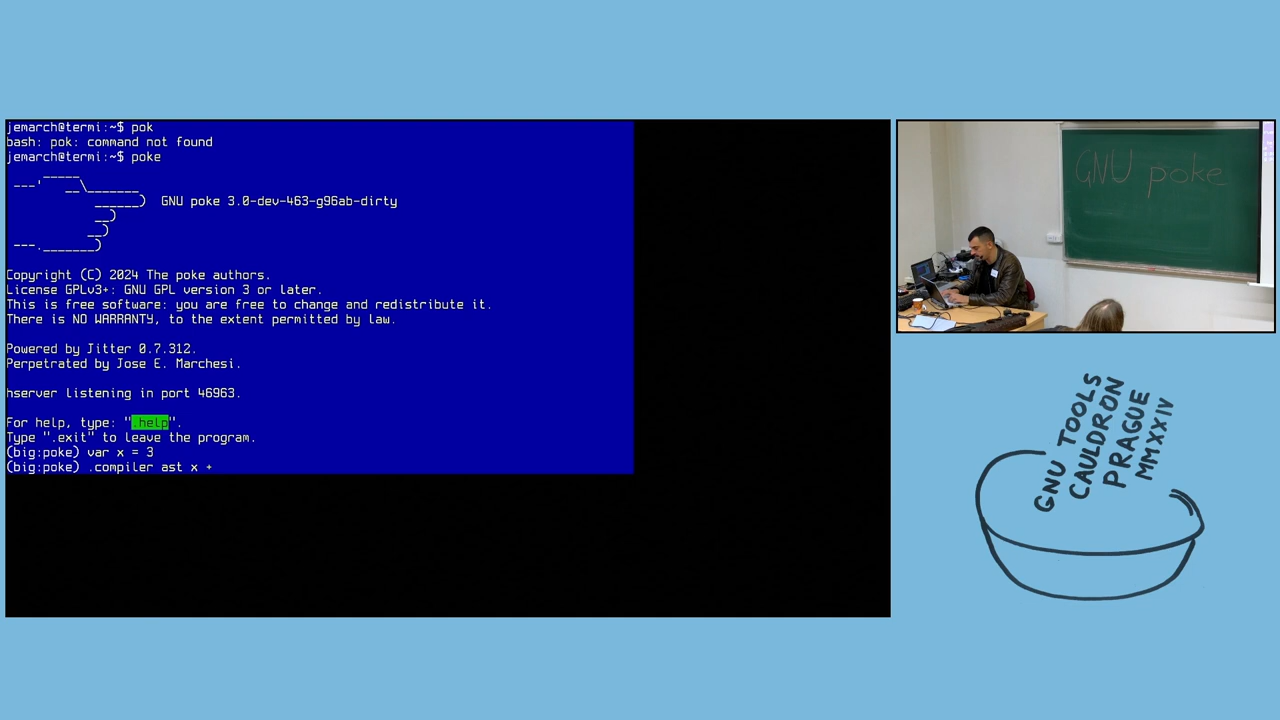 jemarch@termi:~$ pok
bash: pok: command not found
jemarch@termi:~$ poke
GNU poke 3.0-dev-463-g96ab-dirty
Copyright (C) 2024 The poke authors.
License GPLv3+: GNU GPL version 3 or later.
This is free software: you are free to change and redistribute it.
There is NO WARRANTY, to the extent permitted by law.
Powered by Jitter 0.7.312.
Perpetrated by Jose E. Marchesi.
hserver listening in port 46963.
For help, type: ".help".
Type ".exit" to leave the program.
(big:poke) var x = 3
(big:poke) .compiler ast x +
GNU poke
GNU TOOLS
CAULDRON
PRAGUE
MMXXIV